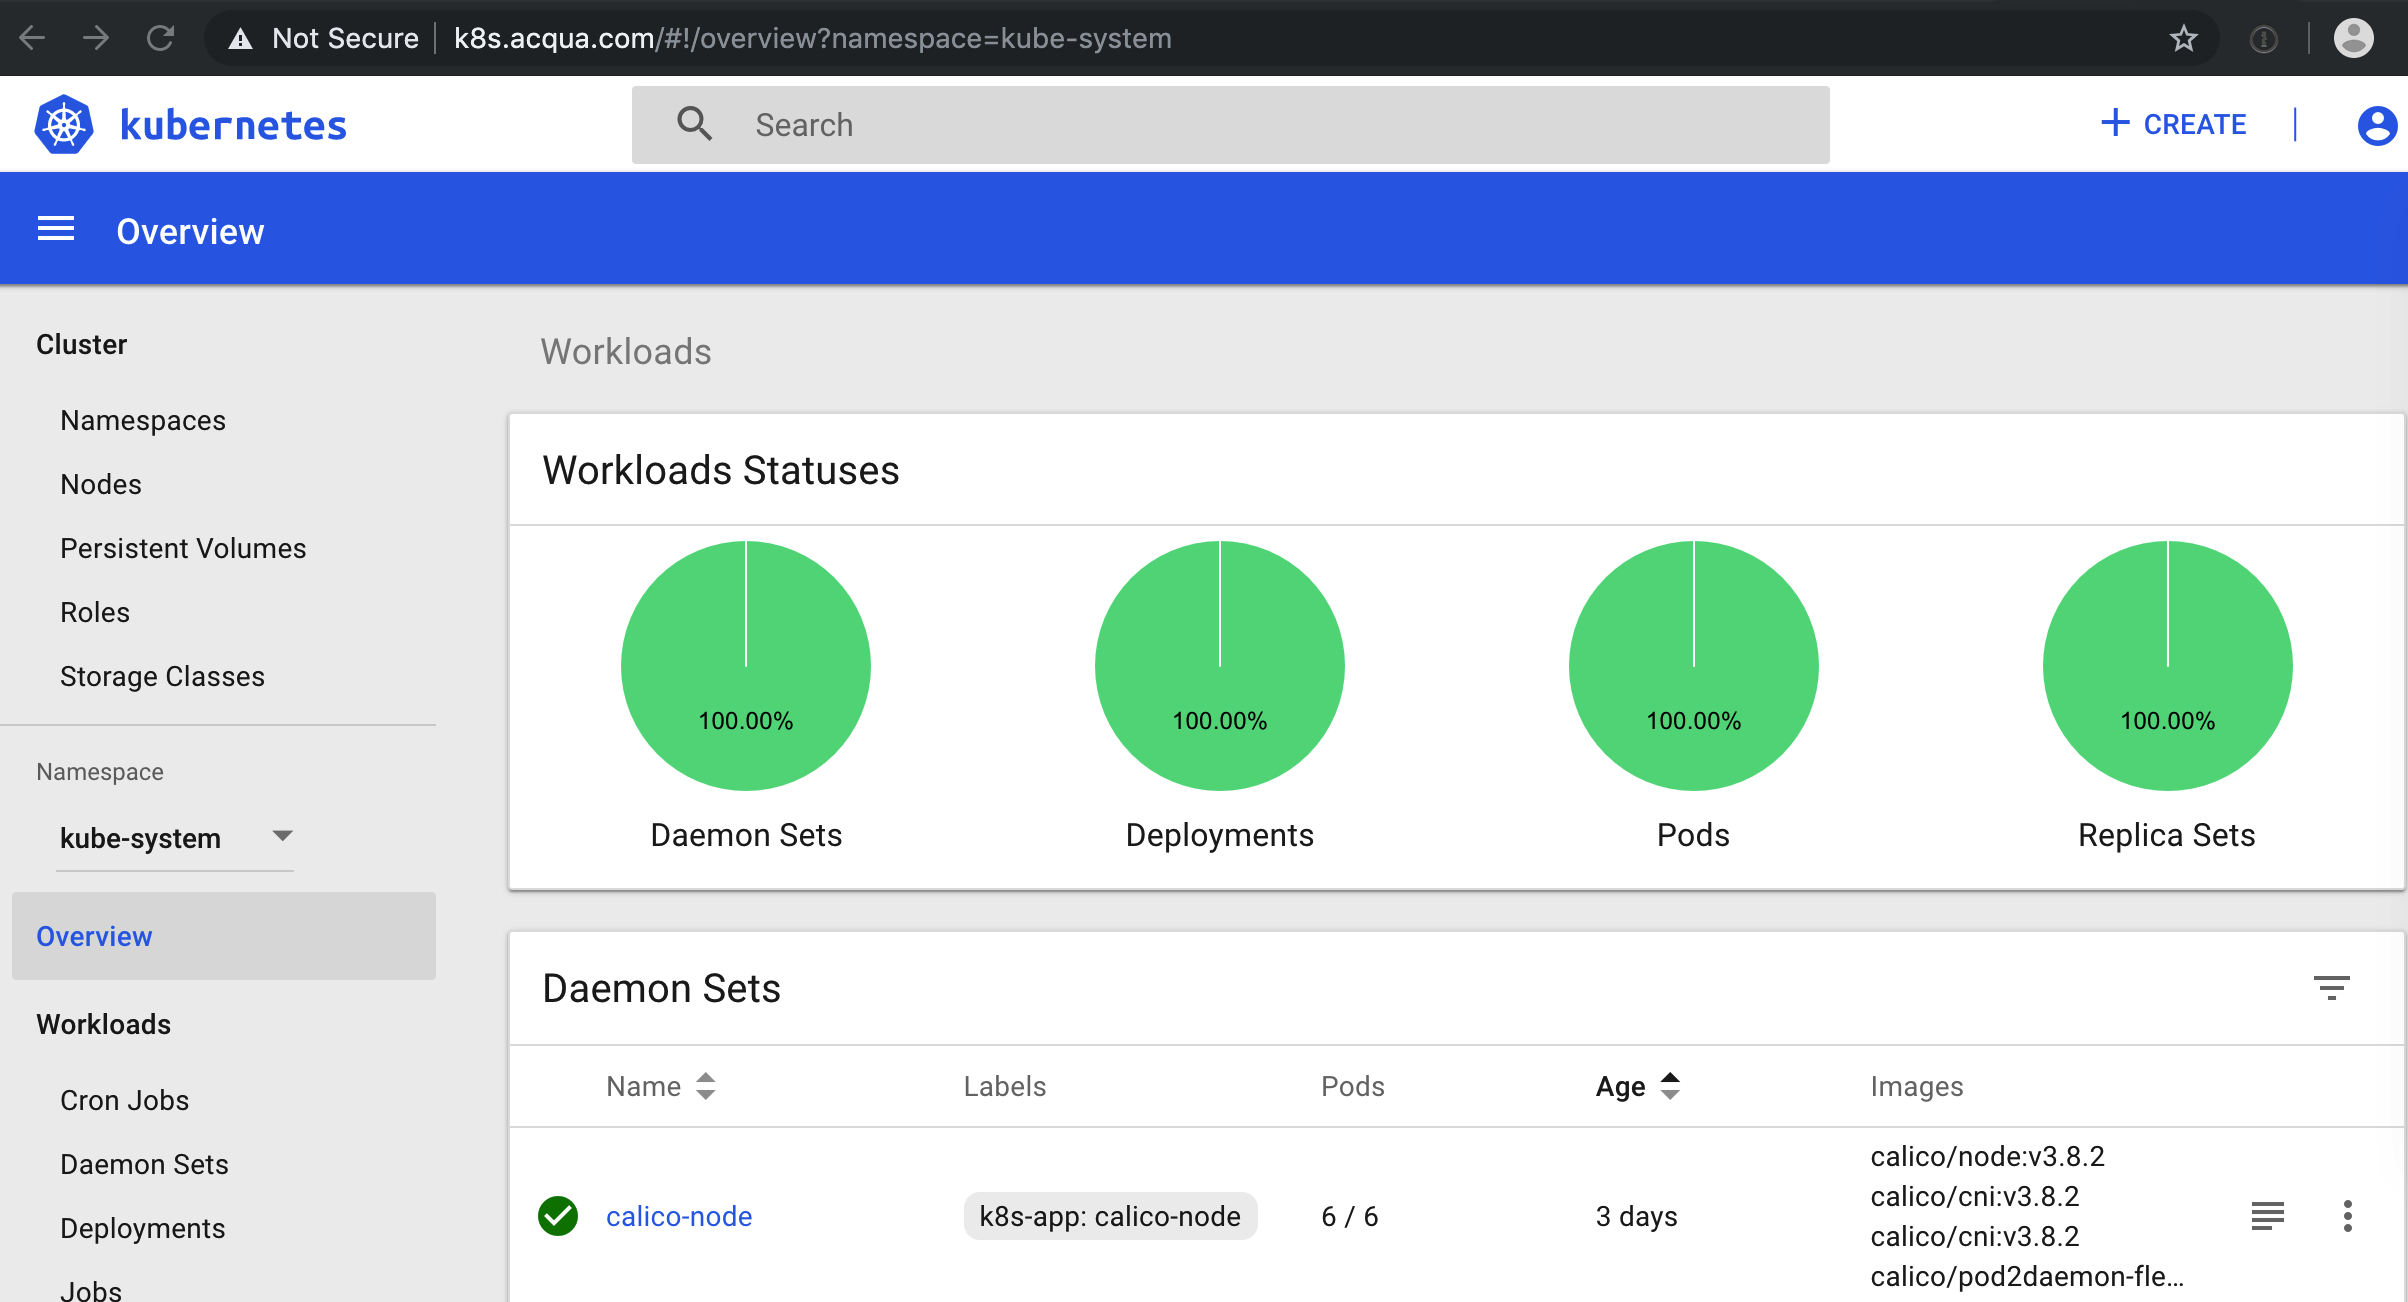 Not Secure
k8s.acqua.com/#!/overview?namespace=kube-system
kubernetes
Search
CREATE
Overview
Cluster
Namespaces
Nodes
Persistent Volumes
Roles
Storage Classes
Namespace
kube-system
Overview
Workloads
Cron Jobs
Daemon Sets
Deployments
Jobs
Workloads
Workloads Statuses
100.00% 100.00% 100.00% 100.00%
Daemon Sets Deployments Pods Replica Sets
Daemon Sets
Name Labels Pods Age Images
calico-node k8s-app: calico-node 6 / 6 3 days
calico/node:v3.8.2
calico/cni:v3.8.2
calico/cni:v3.8.2
calico/pod2daemon-fle...